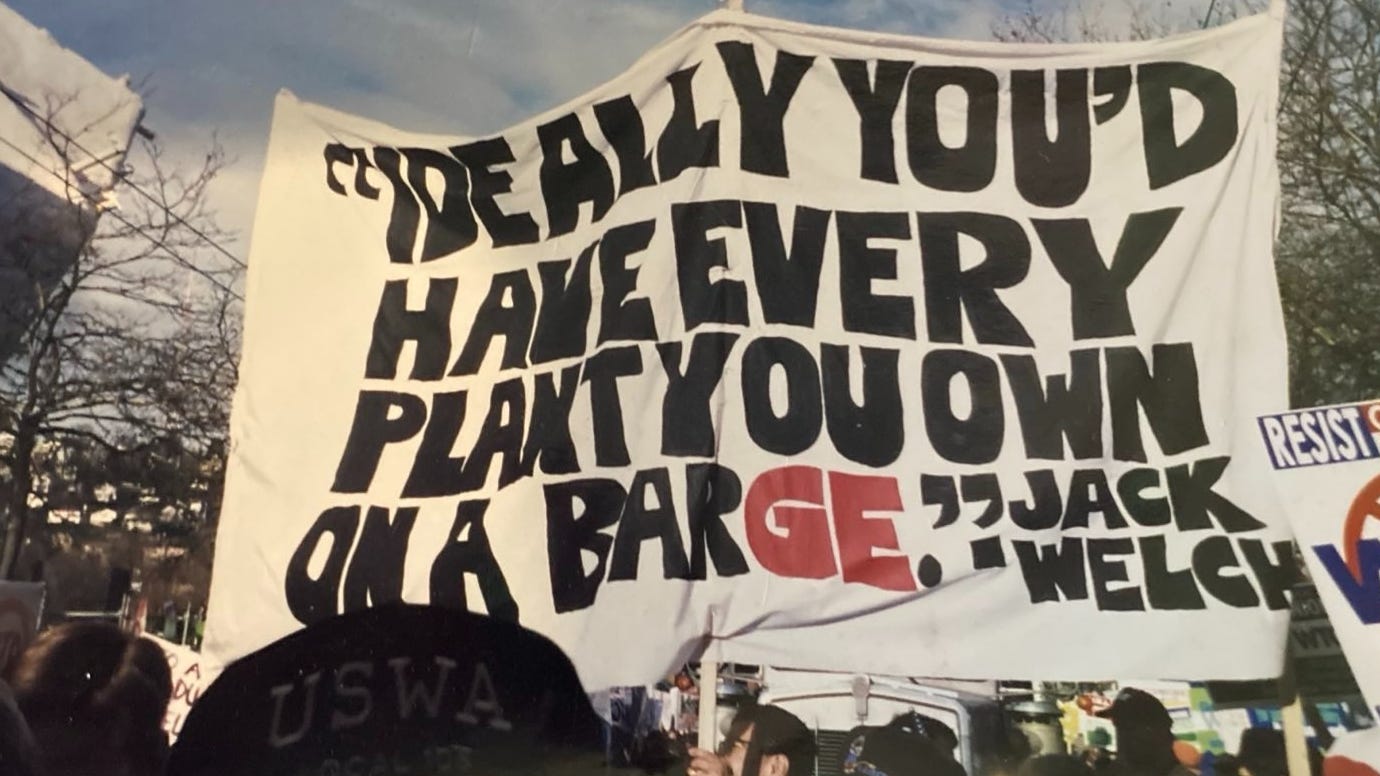 “IDEALLY YOU'D
HAVE EVERY
PLANT YOU OWN
ON A BARGE.” JACK
WELCH
RESIST
USWA